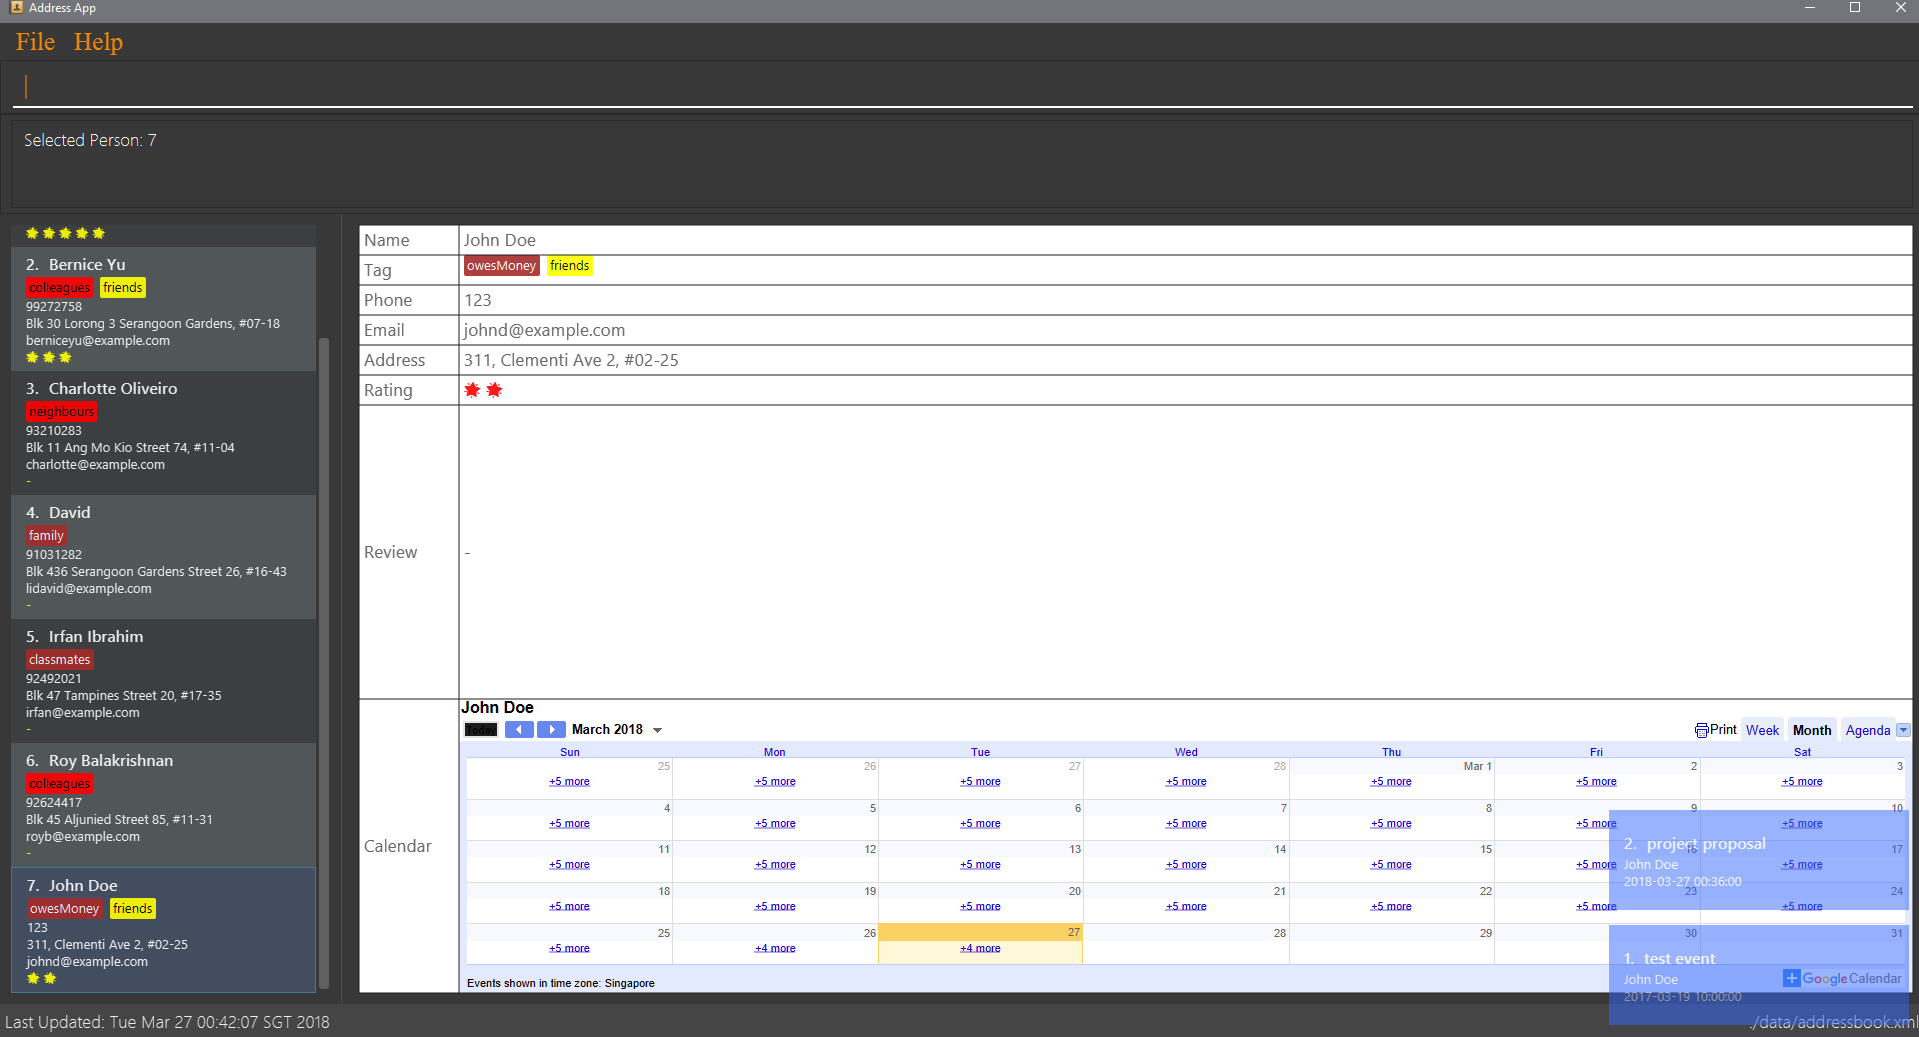 Address App
File Help
Selected Person: 7
2. Bernice Yu
colleagues friends
99272758
Blk 30 Lorong 3 Serangoon Gardens, #07-18
berniceyu@example.com
3. Charlotte Oliveiro
neighbours
93210283
Blk 11 Ang Mo Kio Street 74, #11-04
charlotte@example.com
-
4. David
family
91031282
Blk 436 Serangoon Gardens Street 26, #16-43
lidavid@example.com
-
5. Irfan Ibrahim
classmates
92492021
Blk 47 Tampines Street 20, #17-35
irfan@example.com
-
6. Roy Balakrishnan
colleagues
92624417
Blk 45 Aljunied Street 85, #11-31
royb@example.com
-
7. John Doe
owesMoney friends
123
311, Clementi Ave 2, #02-25
johnd@example.com
Name John Doe
Tag owesMoney friends
Phone 123
Email johnd@example.com
Address 311, Clementi Ave 2, #02-25
Rating
Review -
Calendar
John Doe
Today March 2018 Print Week Month Agenda
Sun Mon Tue Wed Thu Fri Sat
25 26 27 28 Mar 1 2 3
+5 more +5 more +5 more +5 more +5 more +5 more +5 more
4 5 6 7 8 9 10
+5 more +5 more +5 more +5 more +5 more +5 more +5 more
11 12 13 14 15 16 17
+5 more +5 more +5 more +5 more +5 more +5 more +5 more
18 19 20 21 22 23 24
+5 more +5 more +5 more +5 more +5 more +5 more +5 more
25 26 27 28 29 30 31
+5 more +4 more +4 more
Events shown in time zone: Singapore
Google Calendar
2. project proposal
John Doe
2018-03-27 00:36:00
1. test event
John Doe
2017-03-19 10:00:00
Last Updated: Tue Mar 27 00:42:07 SGT 2018
./data/addressbook.xml